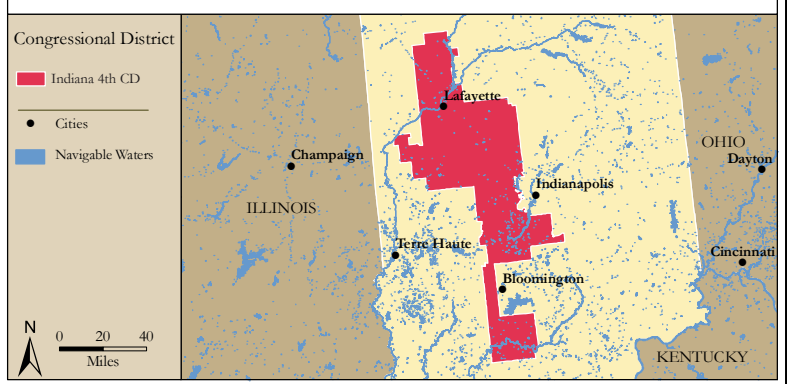 Congressional District
Indiana 4th CD
Cities
Navigable Waters
N
0 20 40
Miles
Lafayette
OHIO
Champaign
Dayton
Indianapolis
ILLINOIS
Terre Haute
Cincinnati
Bloomington
KENTUCKY